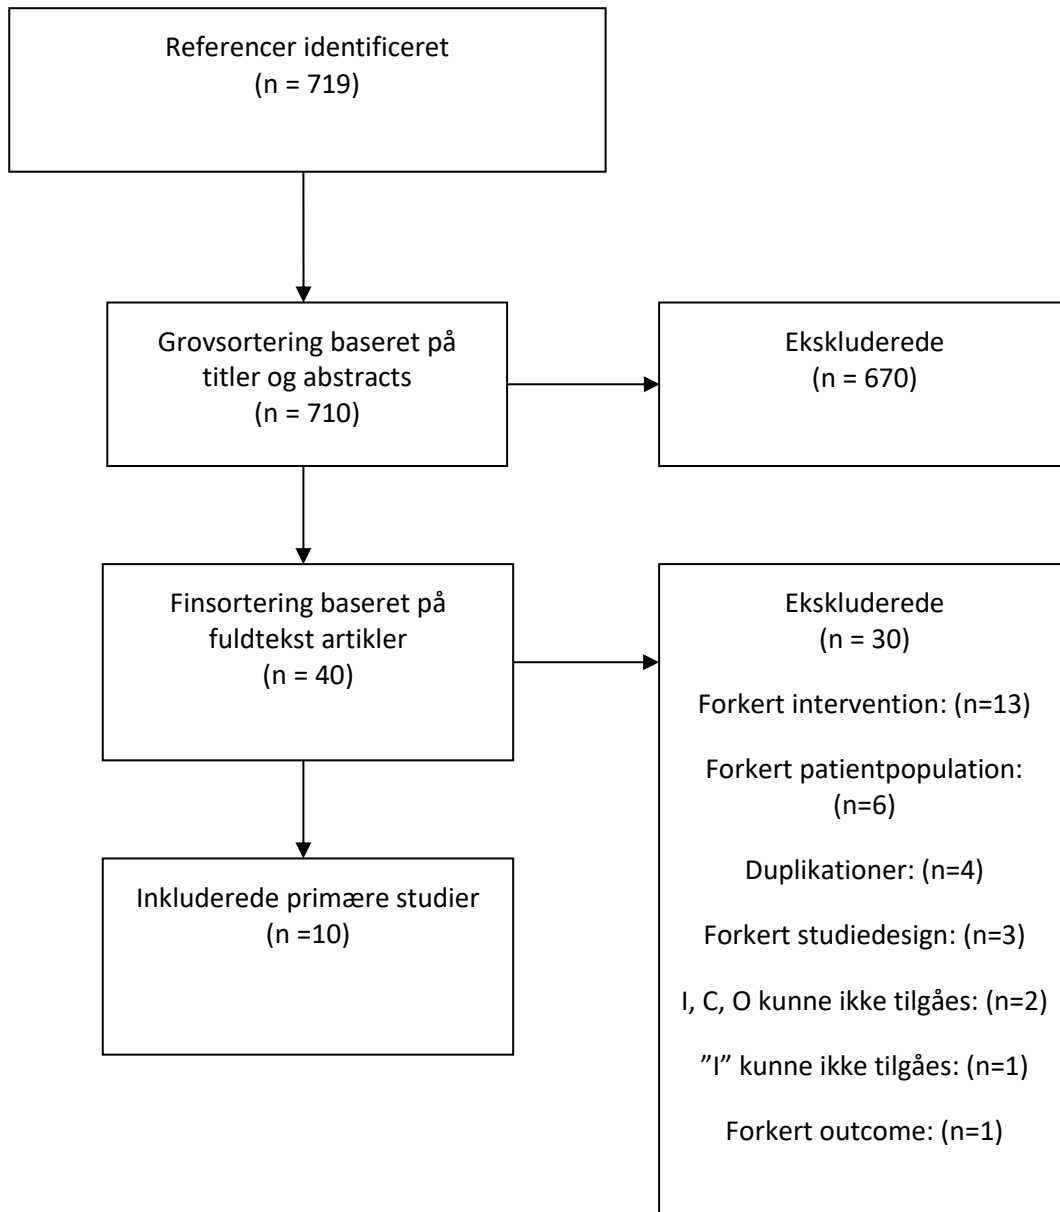 Referencer identificeret
(n = 719)
Grovsortering baseret på
titler og abstracts
(n = 710)
Ekskluderede
(n = 670)
Finsortering baseret på
fuldtekst artikler
(n = 40)
Ekskluderede
(n = 30)
Forkert intervention: (n=13)
Forkert patientpopulation:
(n=6)
Duplikationer: (n=4)
Forkert studiedesign: (n=3)
I, C, O kunne ikke tilgåes: (n=2)
”I” kunne ikke tilgåes: (n=1)
Forkert outcome: (n=1)
Inkluderede primære studier
(n =10)